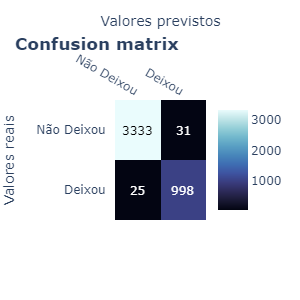 Valores previstos
Confusion matrix
Não Deixou
Deixou
Valores reais
Não Deixou
3333
31
Deixou
25
998
3000
2000
1000